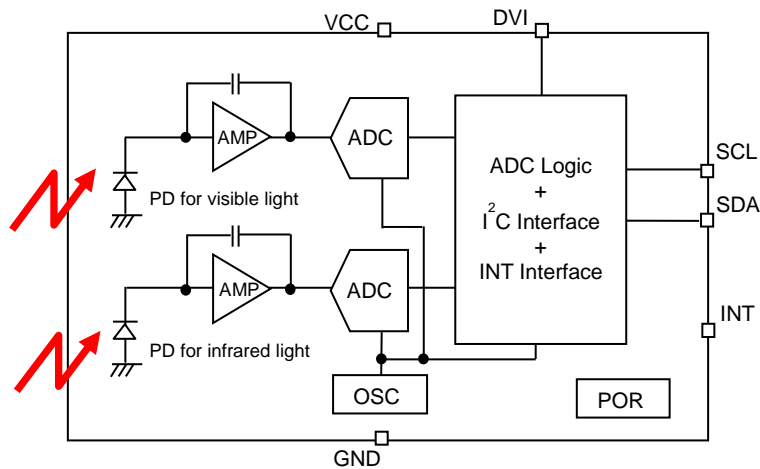 VCC
DVI
AMP
ADC
PD for visible light
ADC Logic
+
I²C Interface
+
INT Interface
SCL
SDA
AMP
ADC
PD for infrared light
INT
OSC
POR
GND